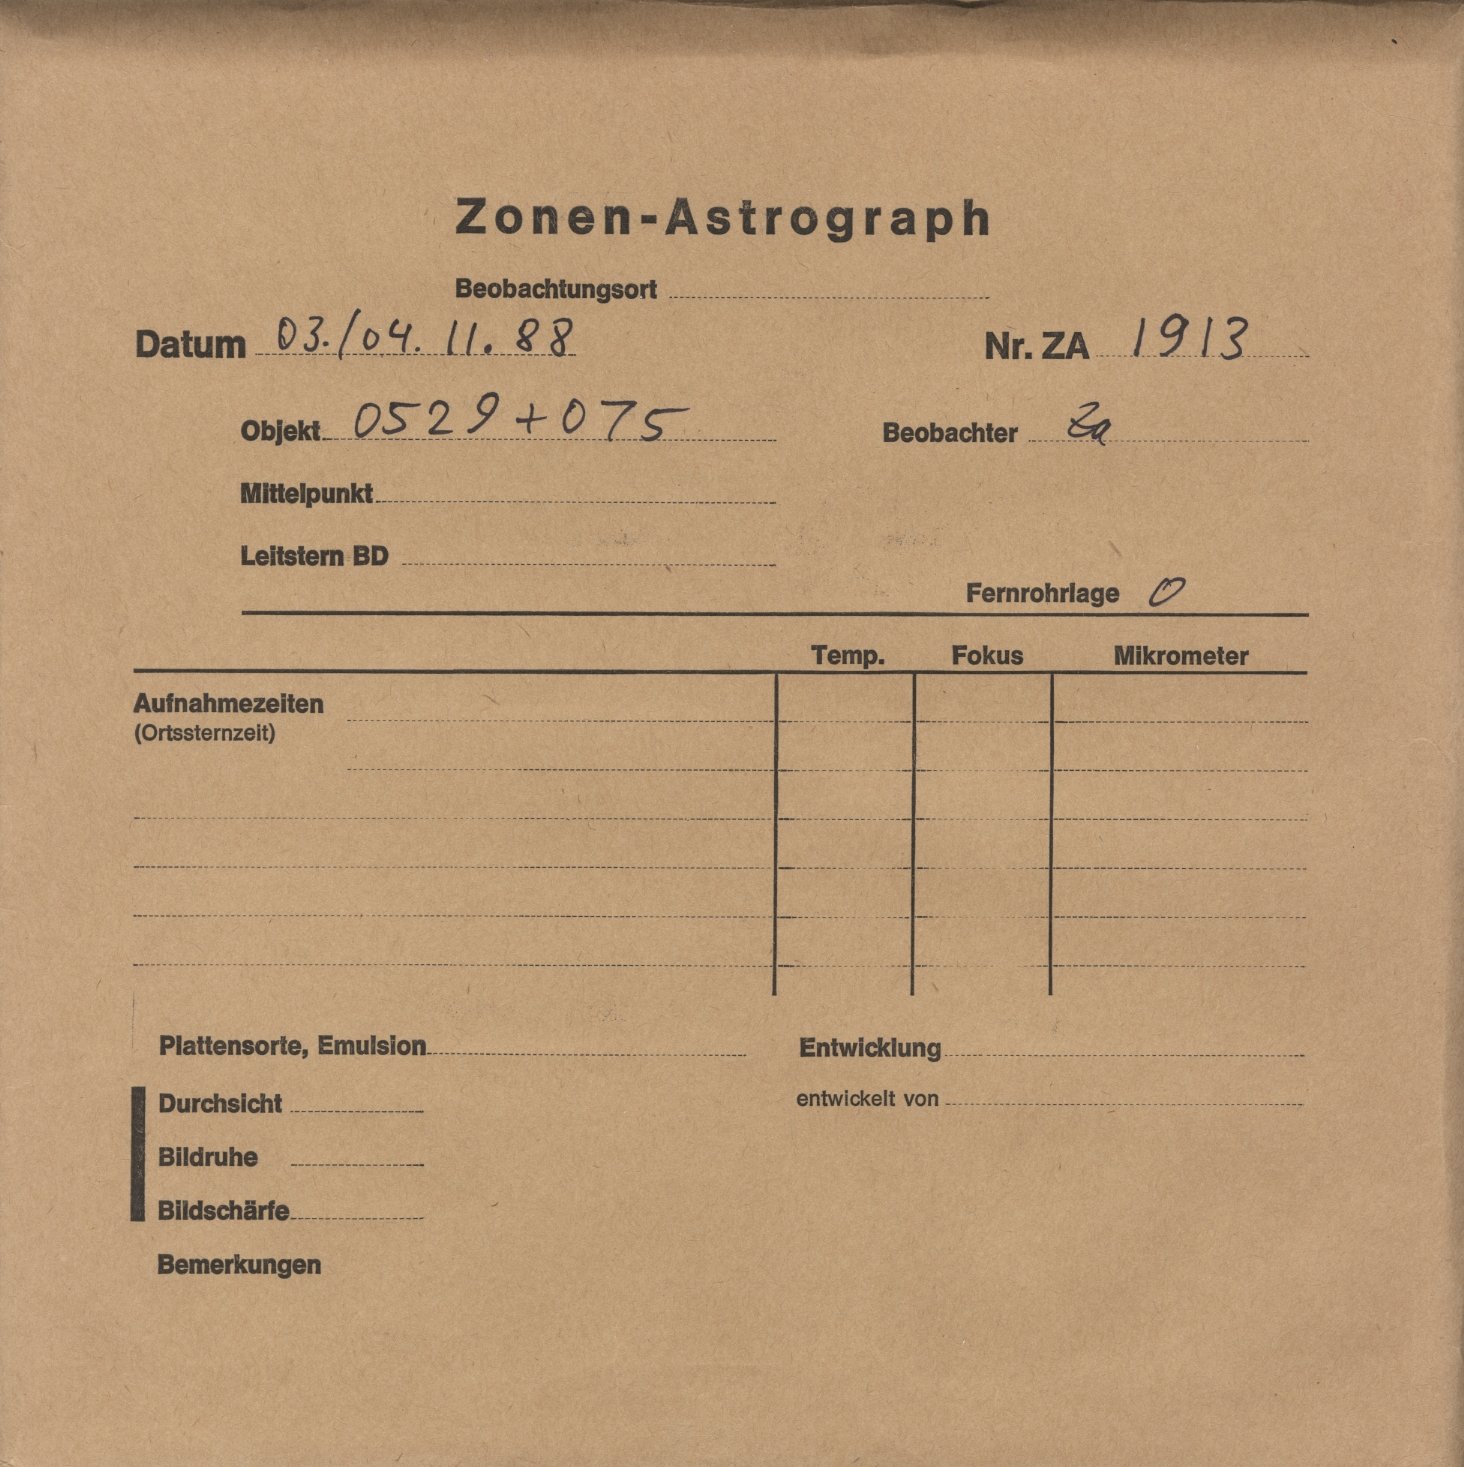 Zonen-Astrograph
Beobachtungsort
Datum 03./04. 11. 88 Nr. ZA 1913
Objekt 0529+075 Beobachter Za
Mittelpunkt
Leitstern BD
Fernrohrlage O
Temp. Fokus Mikrometer
Aufnahmezeiten
(Ortssternzeit)
Plattensorte, Emulsion Entwicklung
Durchsicht entwickelt von
Bildruhe
Bildschärfe
Bemerkungen